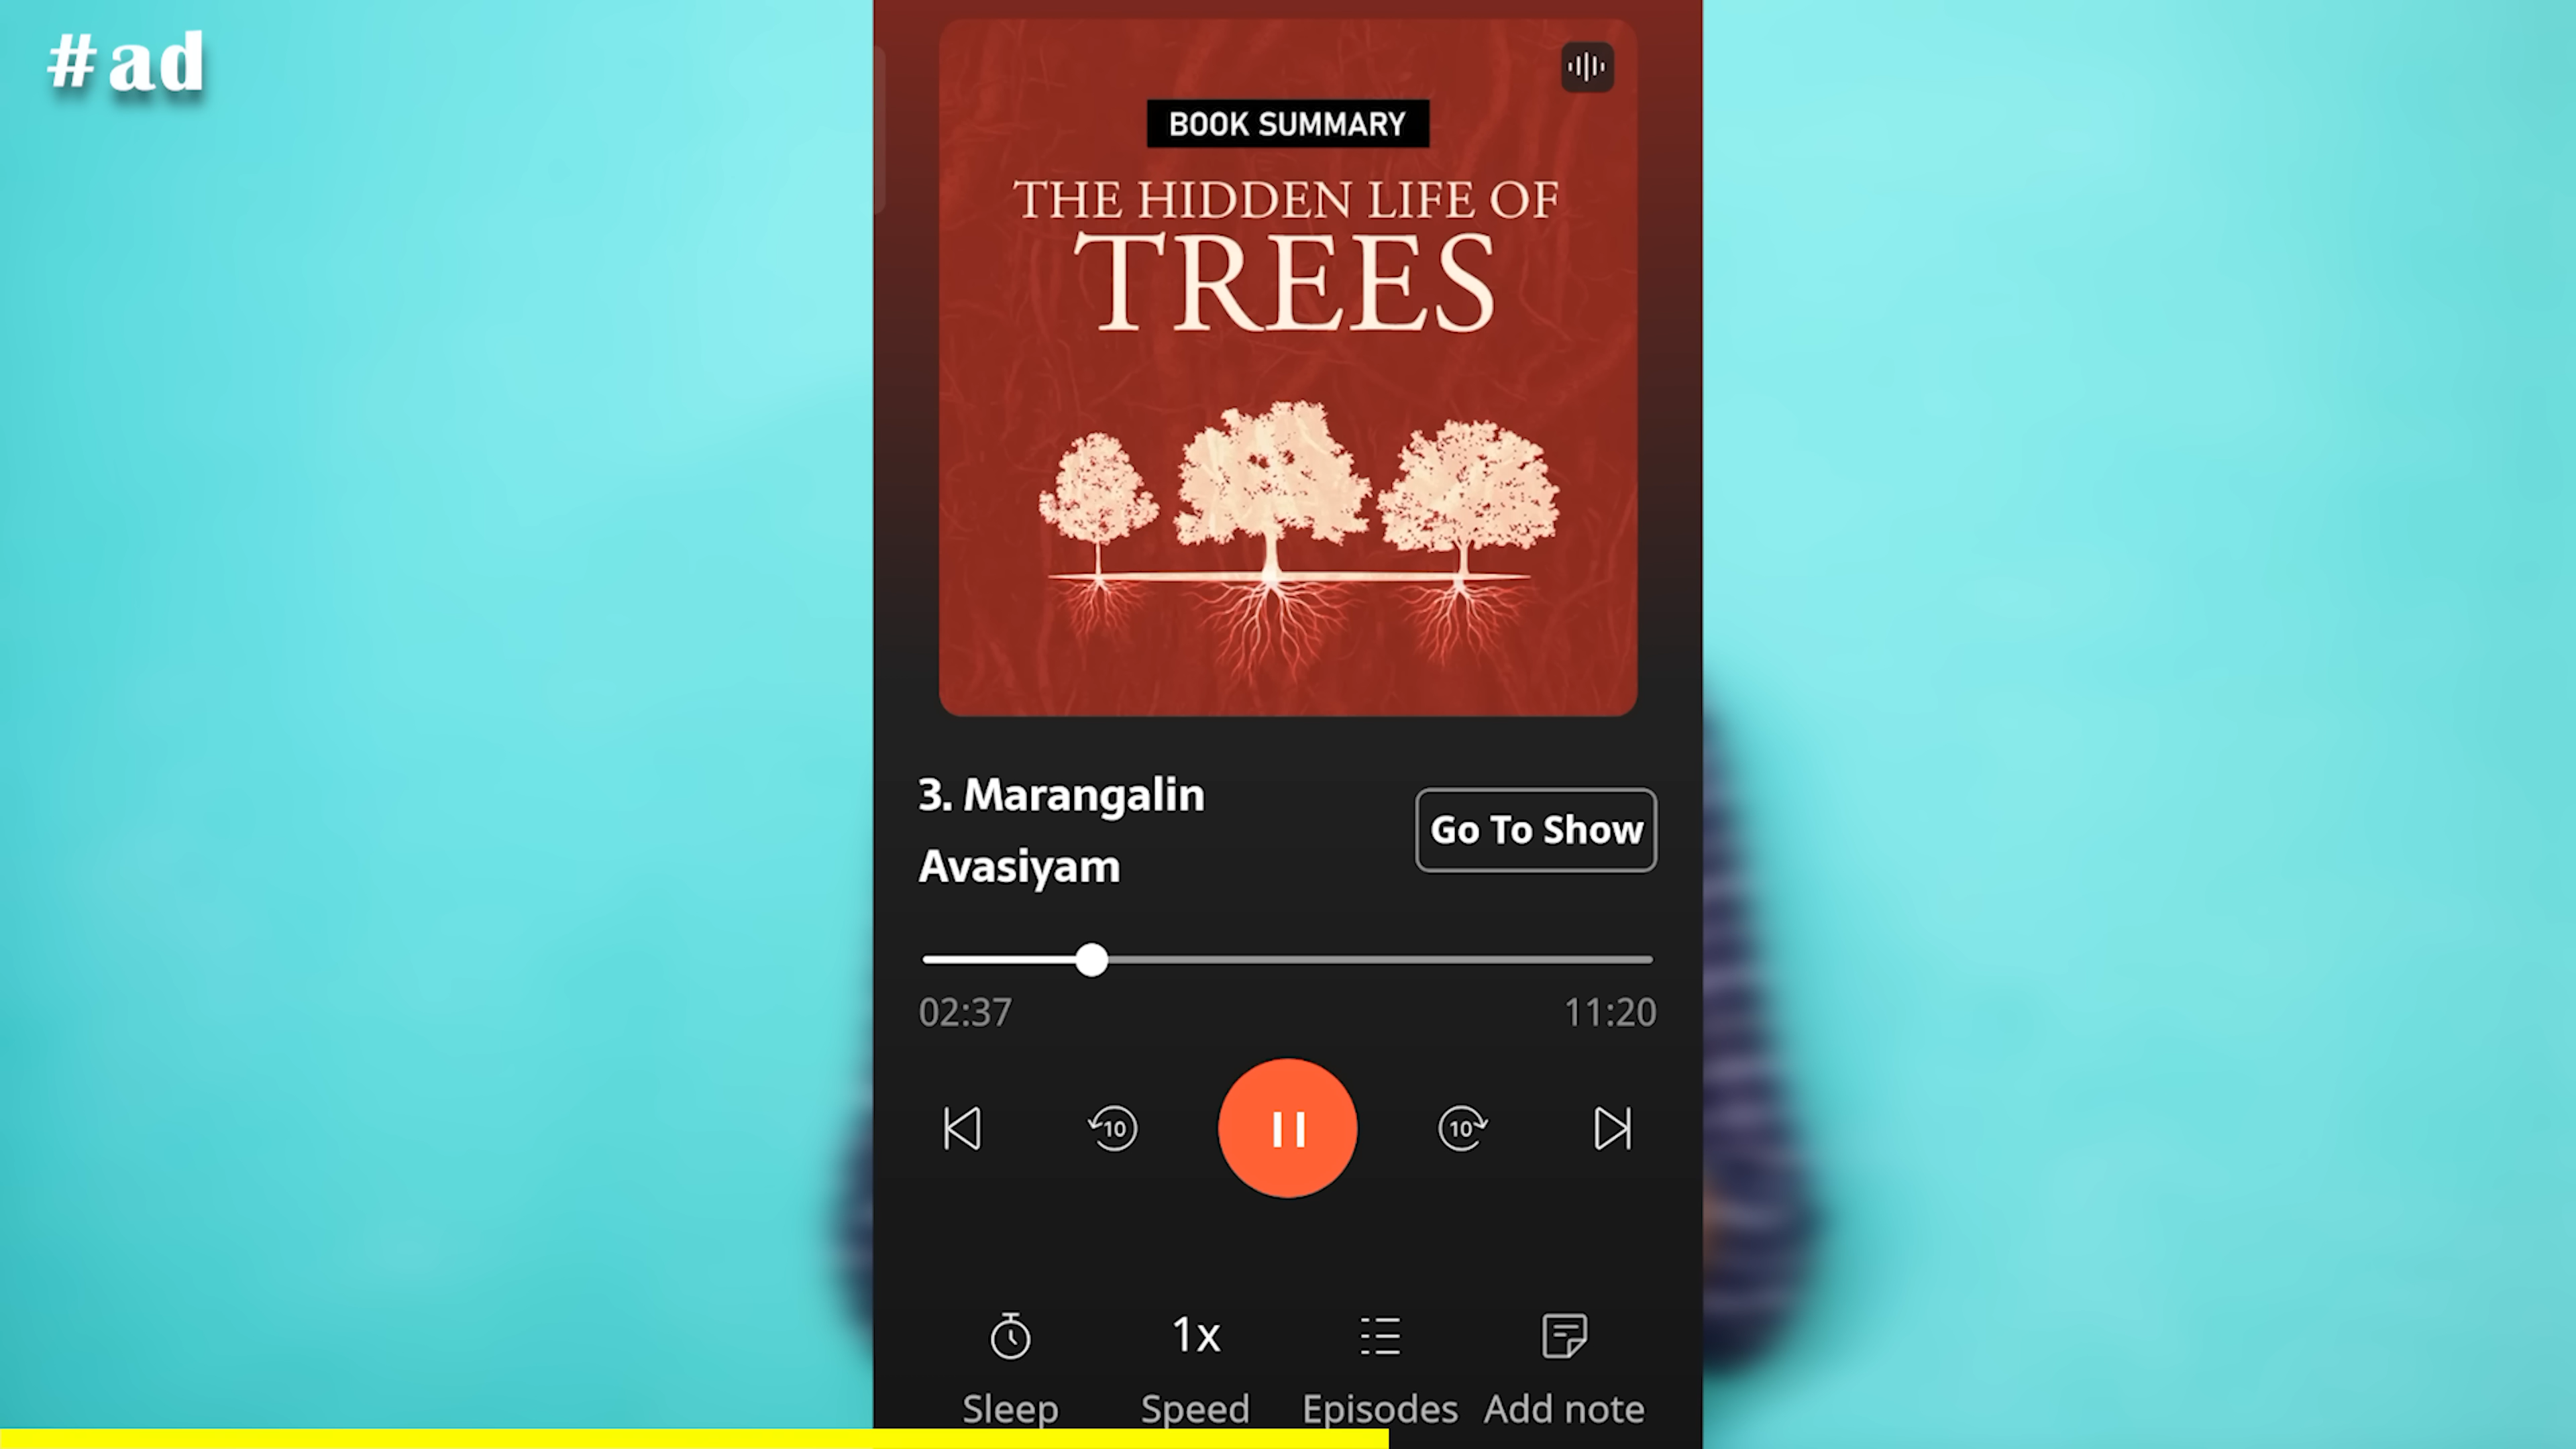 #ad
BOOK SUMMARY
THE HIDDEN LIFE OF
TREES
3. Marangalin
Avasiyam
Go To Show
02:37
11:20
10
10
1x
Sleep
Speed
Episodes
Add note